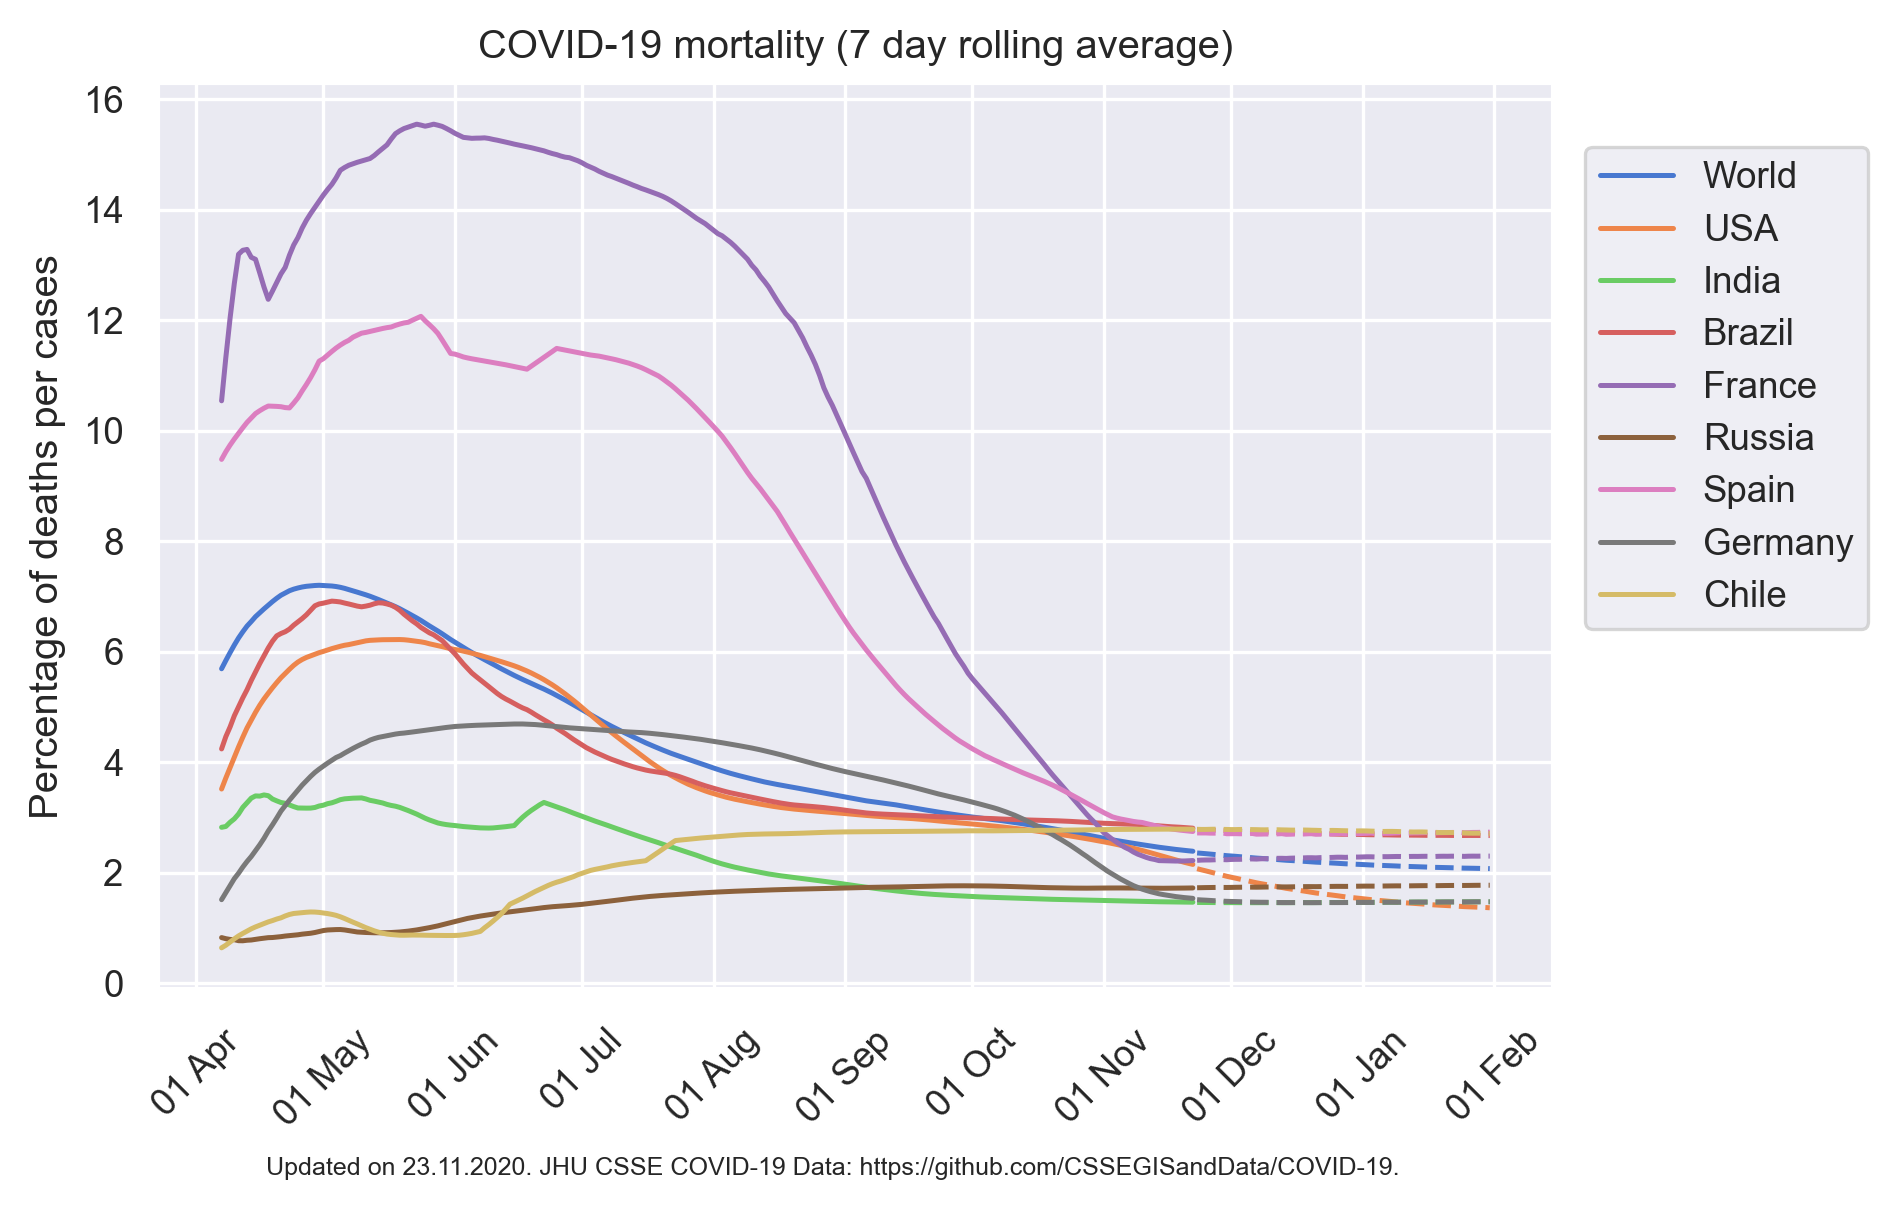 COVID-19 mortality (7 day rolling average)
Percentage of deaths per cases
16
14
12
10
8
6
4
2
0
01 Apr
01 May
01 Jun
01 Jul
01 Aug
01 Sep
01 Oct
01 Nov
01 Dec
01 Jan
01 Feb
World
USA
India
Brazil
France
Russia
Spain
Germany
Chile
Updated on 23.11.2020. JHU CSSE COVID-19 Data: https://github.com/CSSEGISandData/COVID-19.